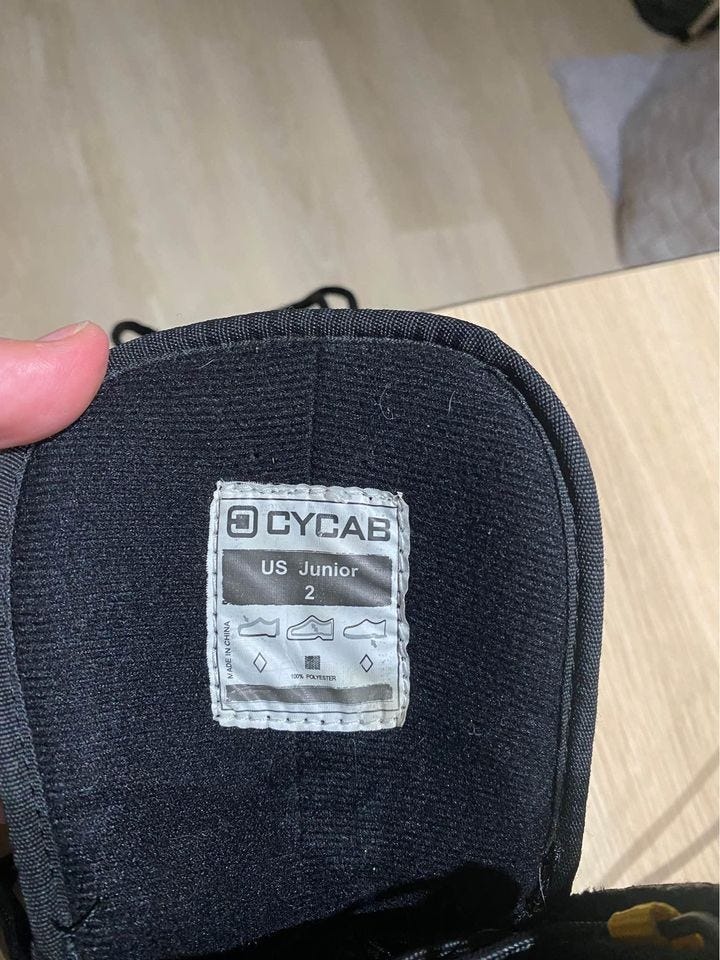 CYCAB
US Junior
2
MADE IN CHINA
100% POLYESTER